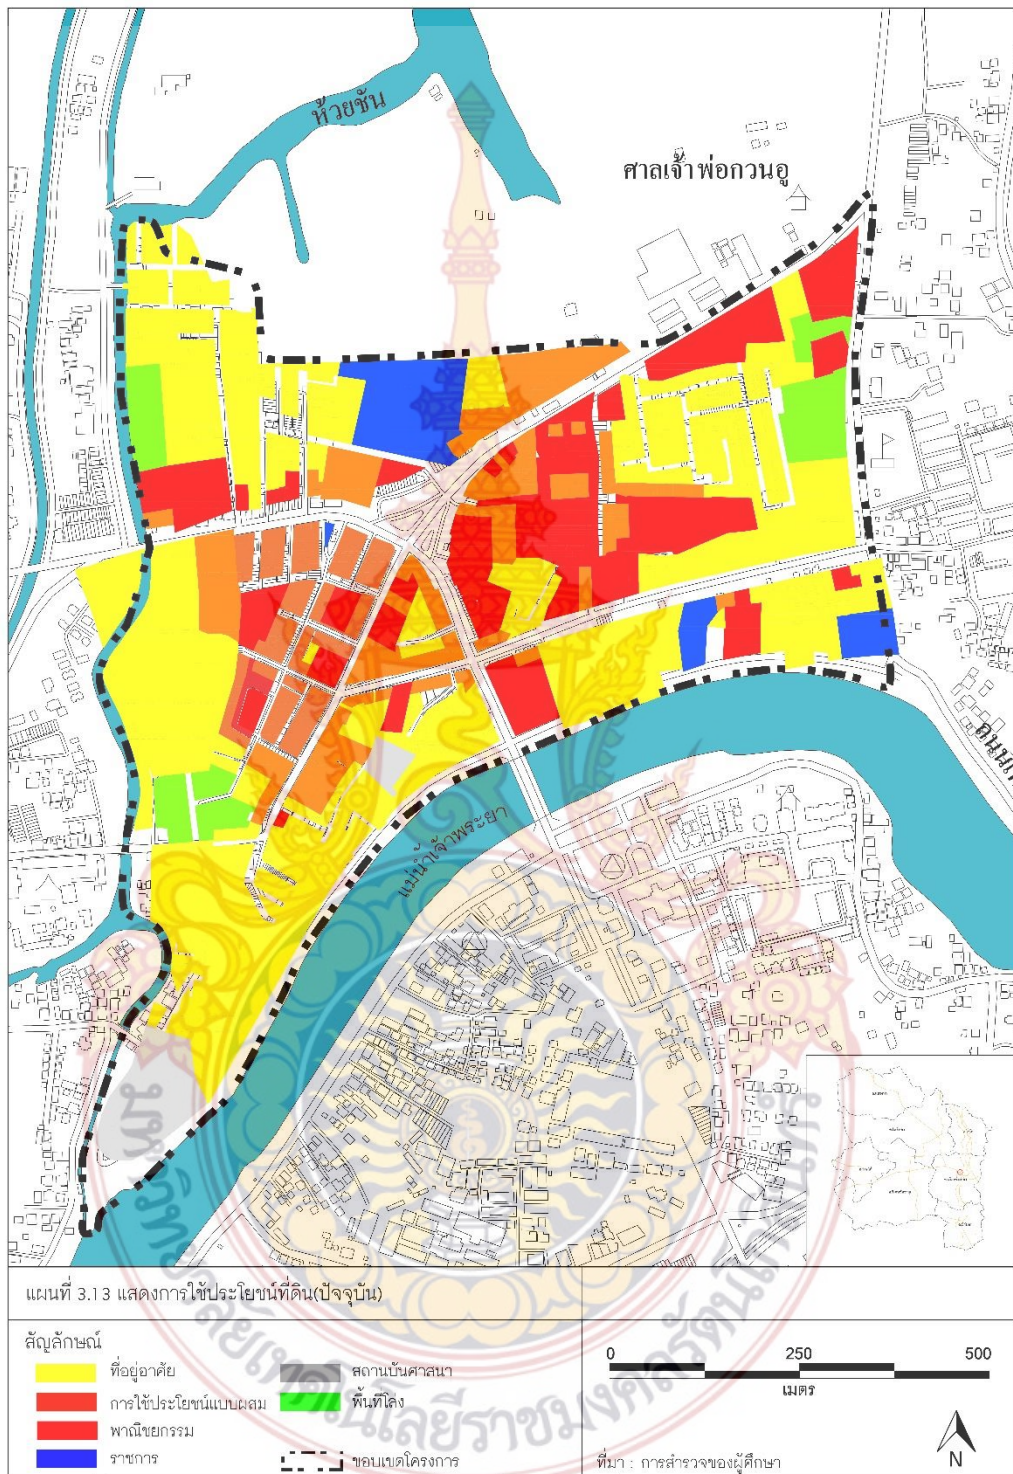 ห้วยชัน
ศาลเจ้าพ่อกวนอู
แม่น้ำเจ้าพระยา
แผนที่ 3.13 แสดงการใช้ประโยชน์ที่ดิน(ปัจจุบัน)
สัญลักษณ์
ที่อยู่อาศัย
การใช้ประโยชน์แบบผสม
พาณิชยกรรม
ราชการ
สถานบันศาสนา
พื้นที่โล่ง
ขอบเขตโครงการ
0 250 500
เมตร
N
ที่มา : การสำรวจของผู้ศึกษา